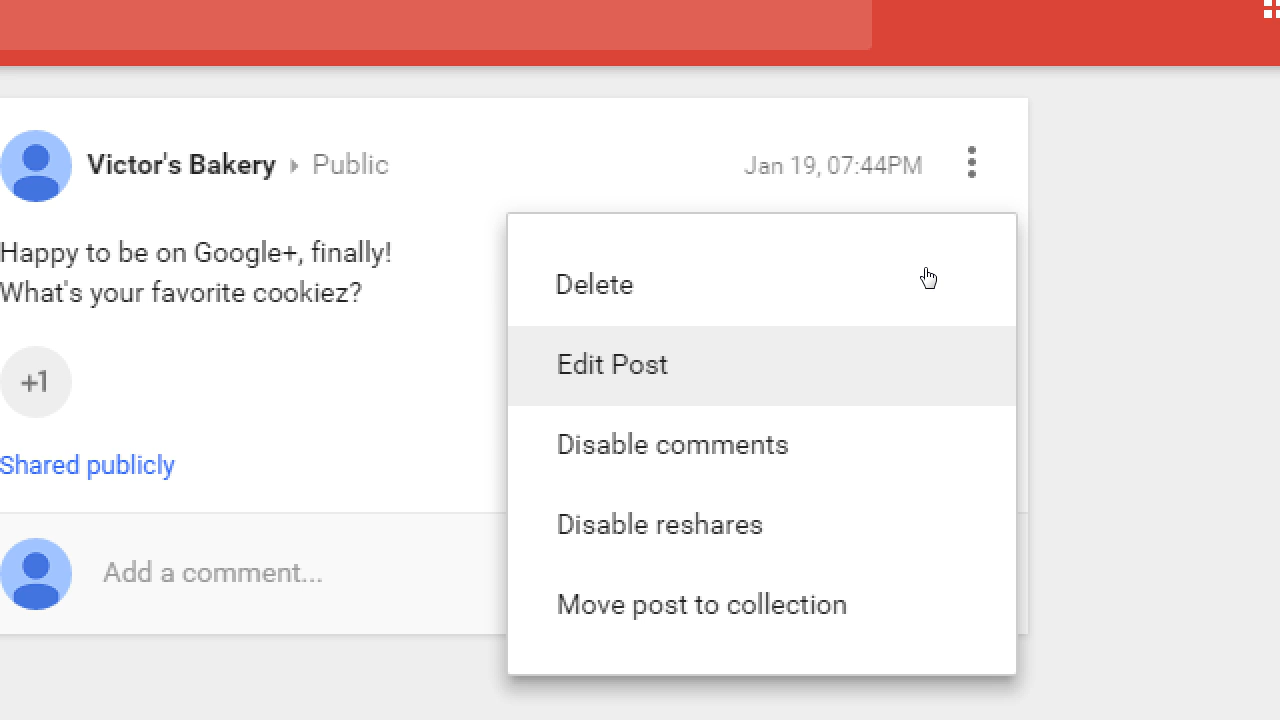 Victor's Bakery Public Jan 19, 07:44PM
Happy to be on Google+, finally!
What's your favorite cookiez?
+1
Shared publicly
Add a comment...
Delete
Edit Post
Disable comments
Disable reshares
Move post to collection